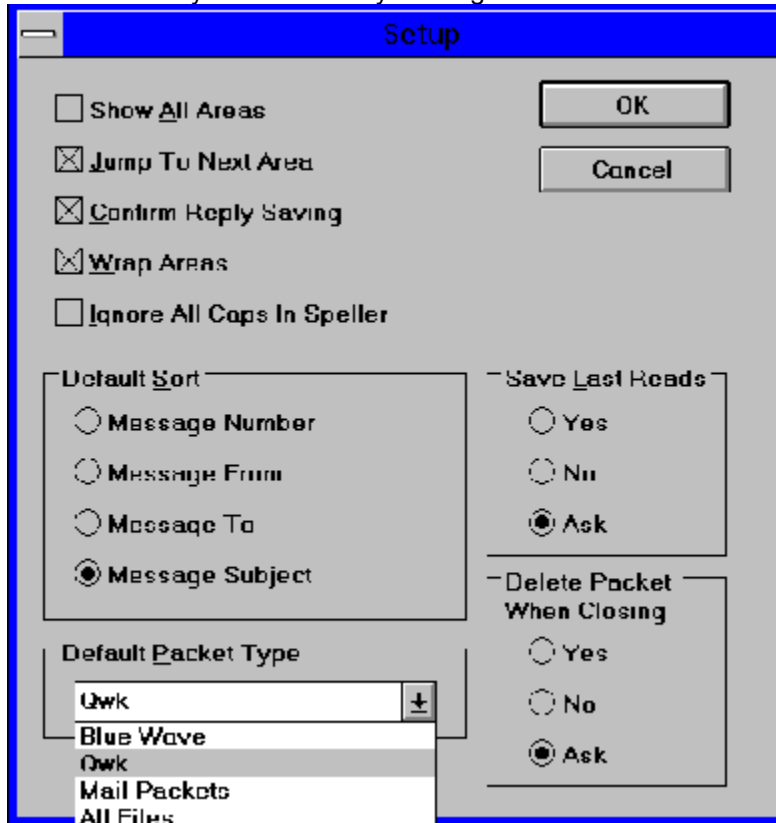 Setup
Show All Areas
OK
Jump To Next Area
Cancel
Confirm Reply Saving
Wrap Areas
Ignore All Caps In Speller
Default Sort
Message Number
Message From
Message To
Message Subject
Save Last Reads
Yes
No
Ask
Delete Packet
When Closing
Yes
No
Ask
Default Packet Type
Qwk
Blue Wave
Qwk
Mail Packets
All Files